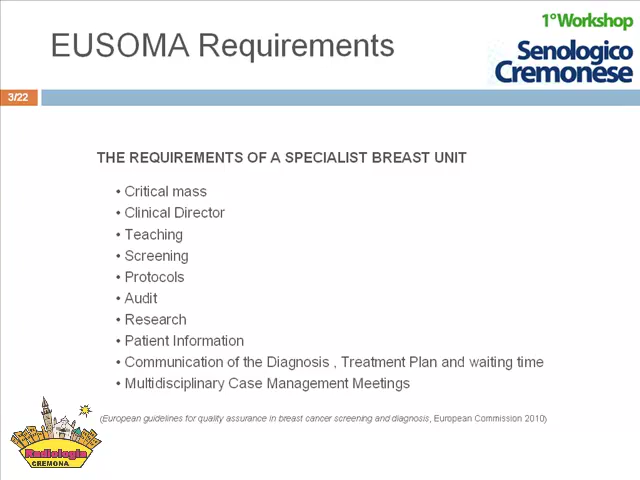 EUSOMA Requirements
1°Workshop
Senologico
Cremonese
3/22
THE REQUIREMENTS OF A SPECIALIST BREAST UNIT
• Critical mass
• Clinical Director
• Teaching
• Screening
• Protocols
• Audit
• Research
• Patient Information
• Communication of the Diagnosis , Treatment Plan and waiting time
• Multidisciplinary Case Management Meetings
(European guidelines for quality assurance in breast cancer screening and diagnosis, European Commission 2010)
Radiologia
CREMONA